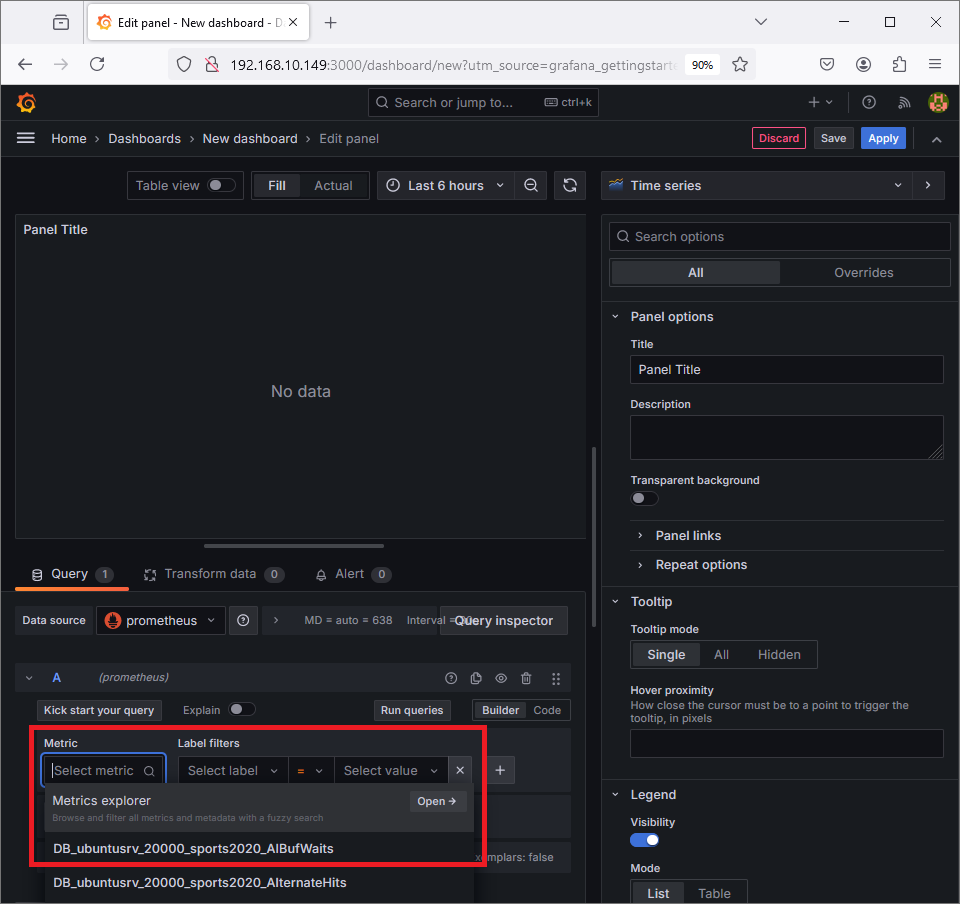 Edit panel - New dashboard - D
192.168.10.149:3000/dashboard/new?utm_source=grafana_gettingstarte
90%
Search or jump to...
ctrl+k
Home › Dashboards › New dashboard › Edit panel
Discard
Save
Apply
Table view
Fill
Actual
Last 6 hours
Time series
Panel Title
No data
Search options
All
Overrides
Panel options
Title
Panel Title
Description
Transparent background
Panel links
Repeat options
Tooltip
Tooltip mode
Single
All
Hidden
Hover proximity
How close the cursor must be to a point to trigger the
tooltip, in pixels
Legend
Visibility
Mode
List
Table
Query 1
Transform data 0
Alert 0
Data source
prometheus
MD = auto = 638
Interval =
Query inspector
A
(prometheus)
Kick start your query
Explain
Run queries
Builder
Code
Metric
Label filters
Select metric
Select label
=
Select value
Metrics explorer
Open
Browse and filter all metrics and metadata with a fuzzy search
DB_ubuntusrv_20000_sports2020_AIBufWaits
DB_ubuntusrv_20000_sports2020_AlternateHits
xemplars: false